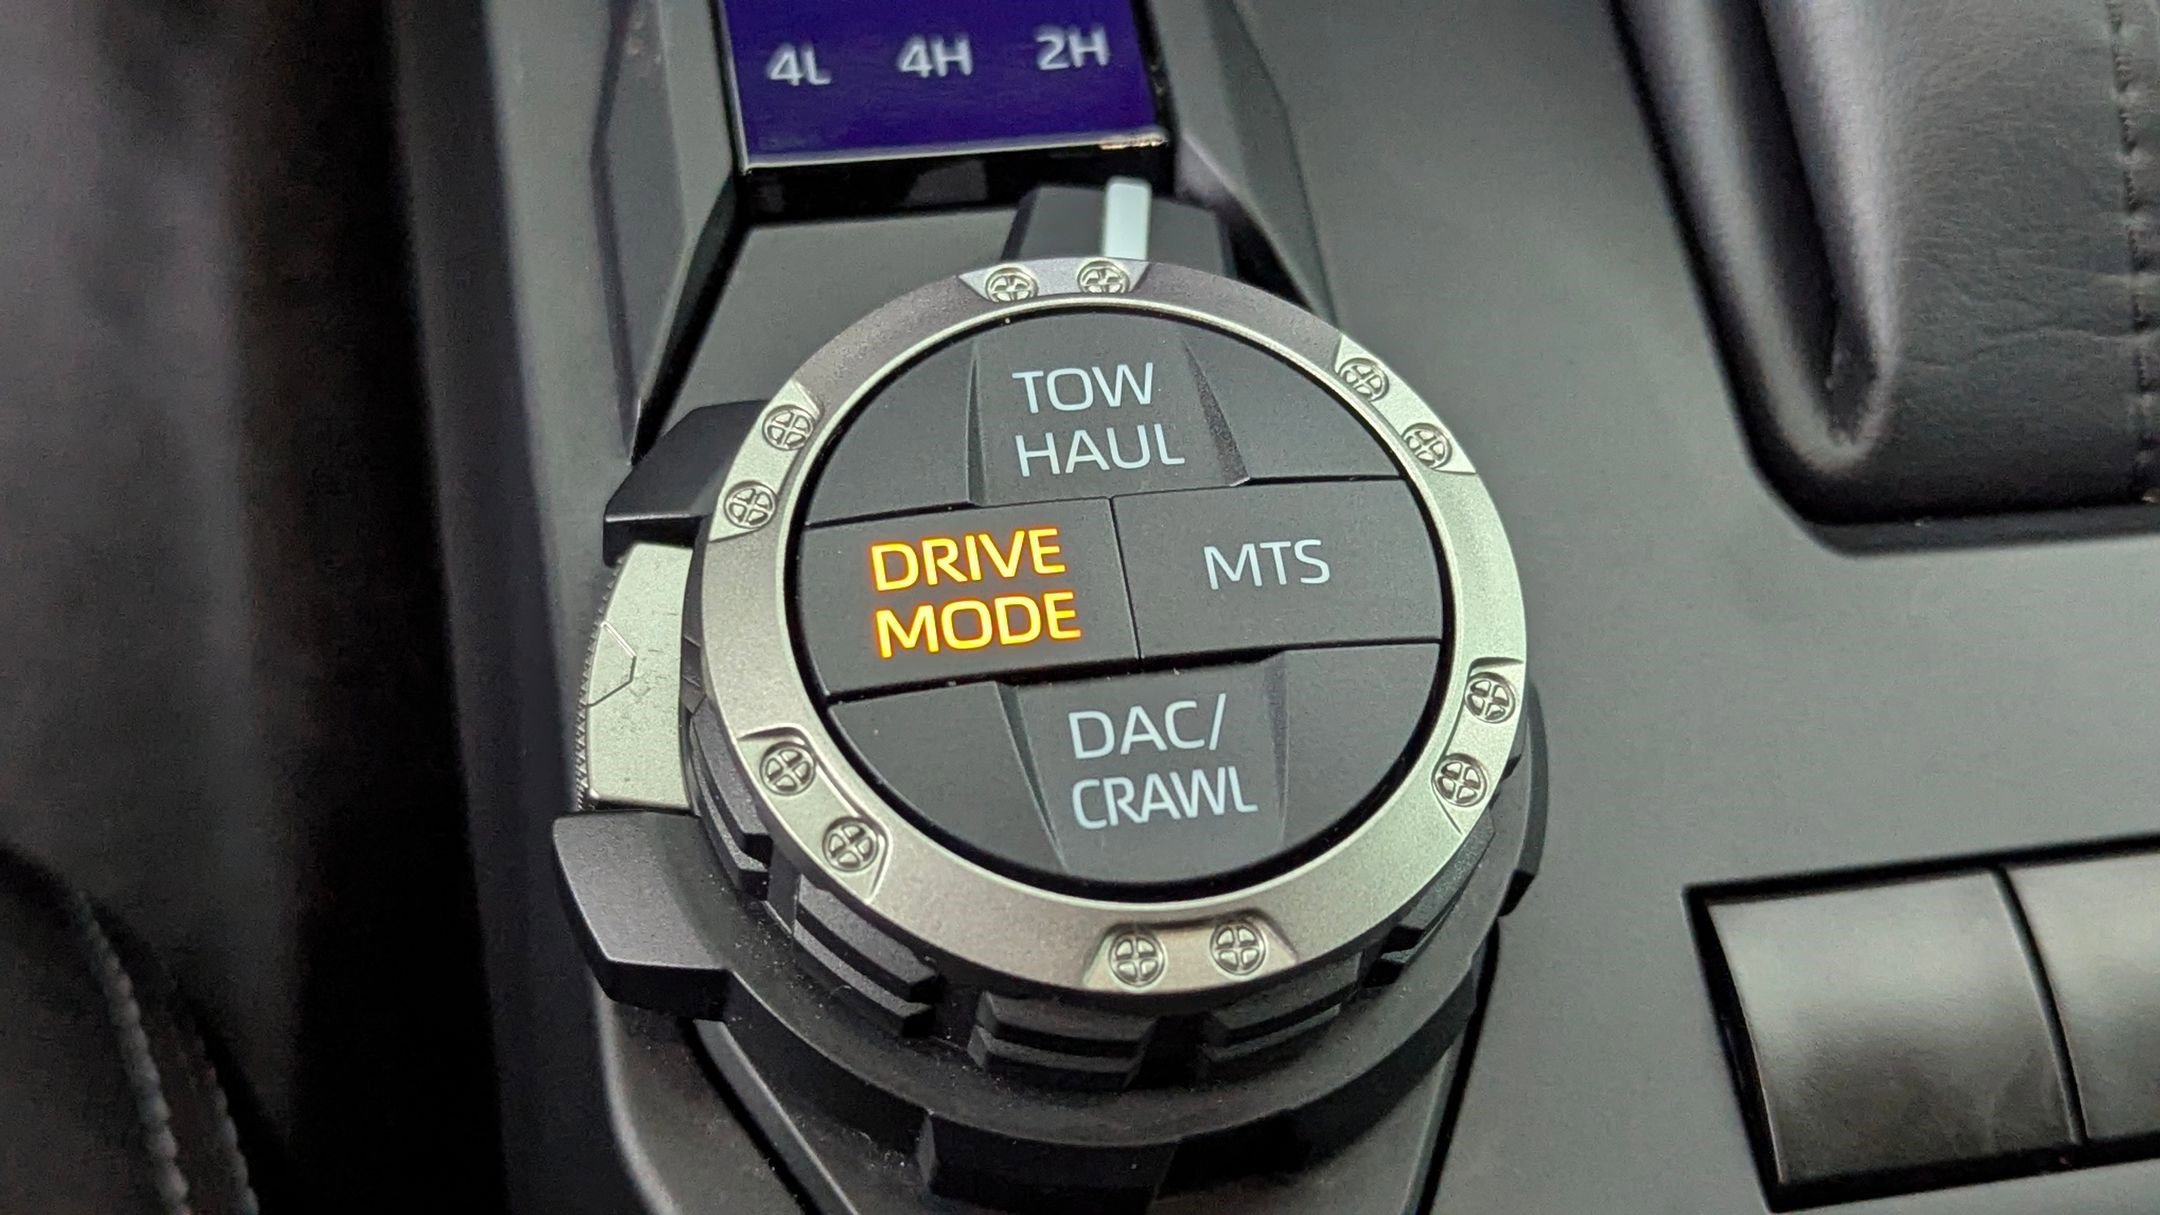 4L 4H 2H
TOW
HAUL
DRIVE
MODE
MTS
DAC/
CRAWL